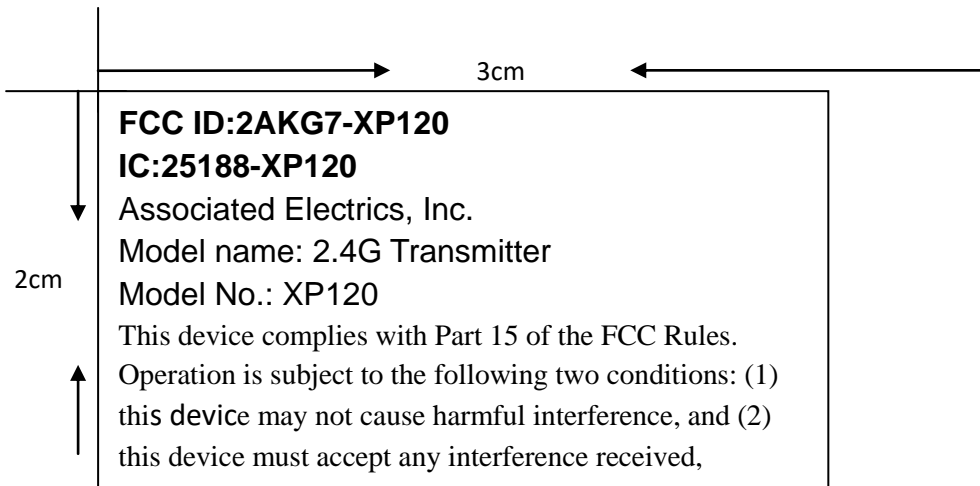 3cm
FCC ID:2AKG7-XP120
IC:25188-XP120
Associated Electrics, Inc.
Model name: 2.4G Transmitter
2cm
Model No.: XP120
This device complies with Part 15 of the FCC Rules.
Operation is subject to the following two conditions: (1)
this device may not cause harmful interference, and (2)
this device must accept any interference received,